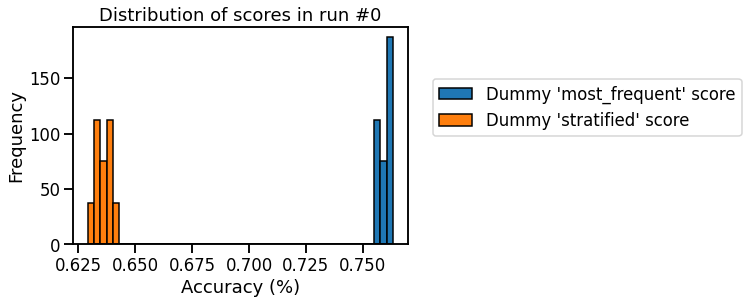 Distribution of scores in run #0
Frequency
150
100
50
0
0.625 0.650 0.675 0.700 0.725 0.750
Accuracy (%)
Dummy 'most_frequent' score
Dummy 'stratified' score